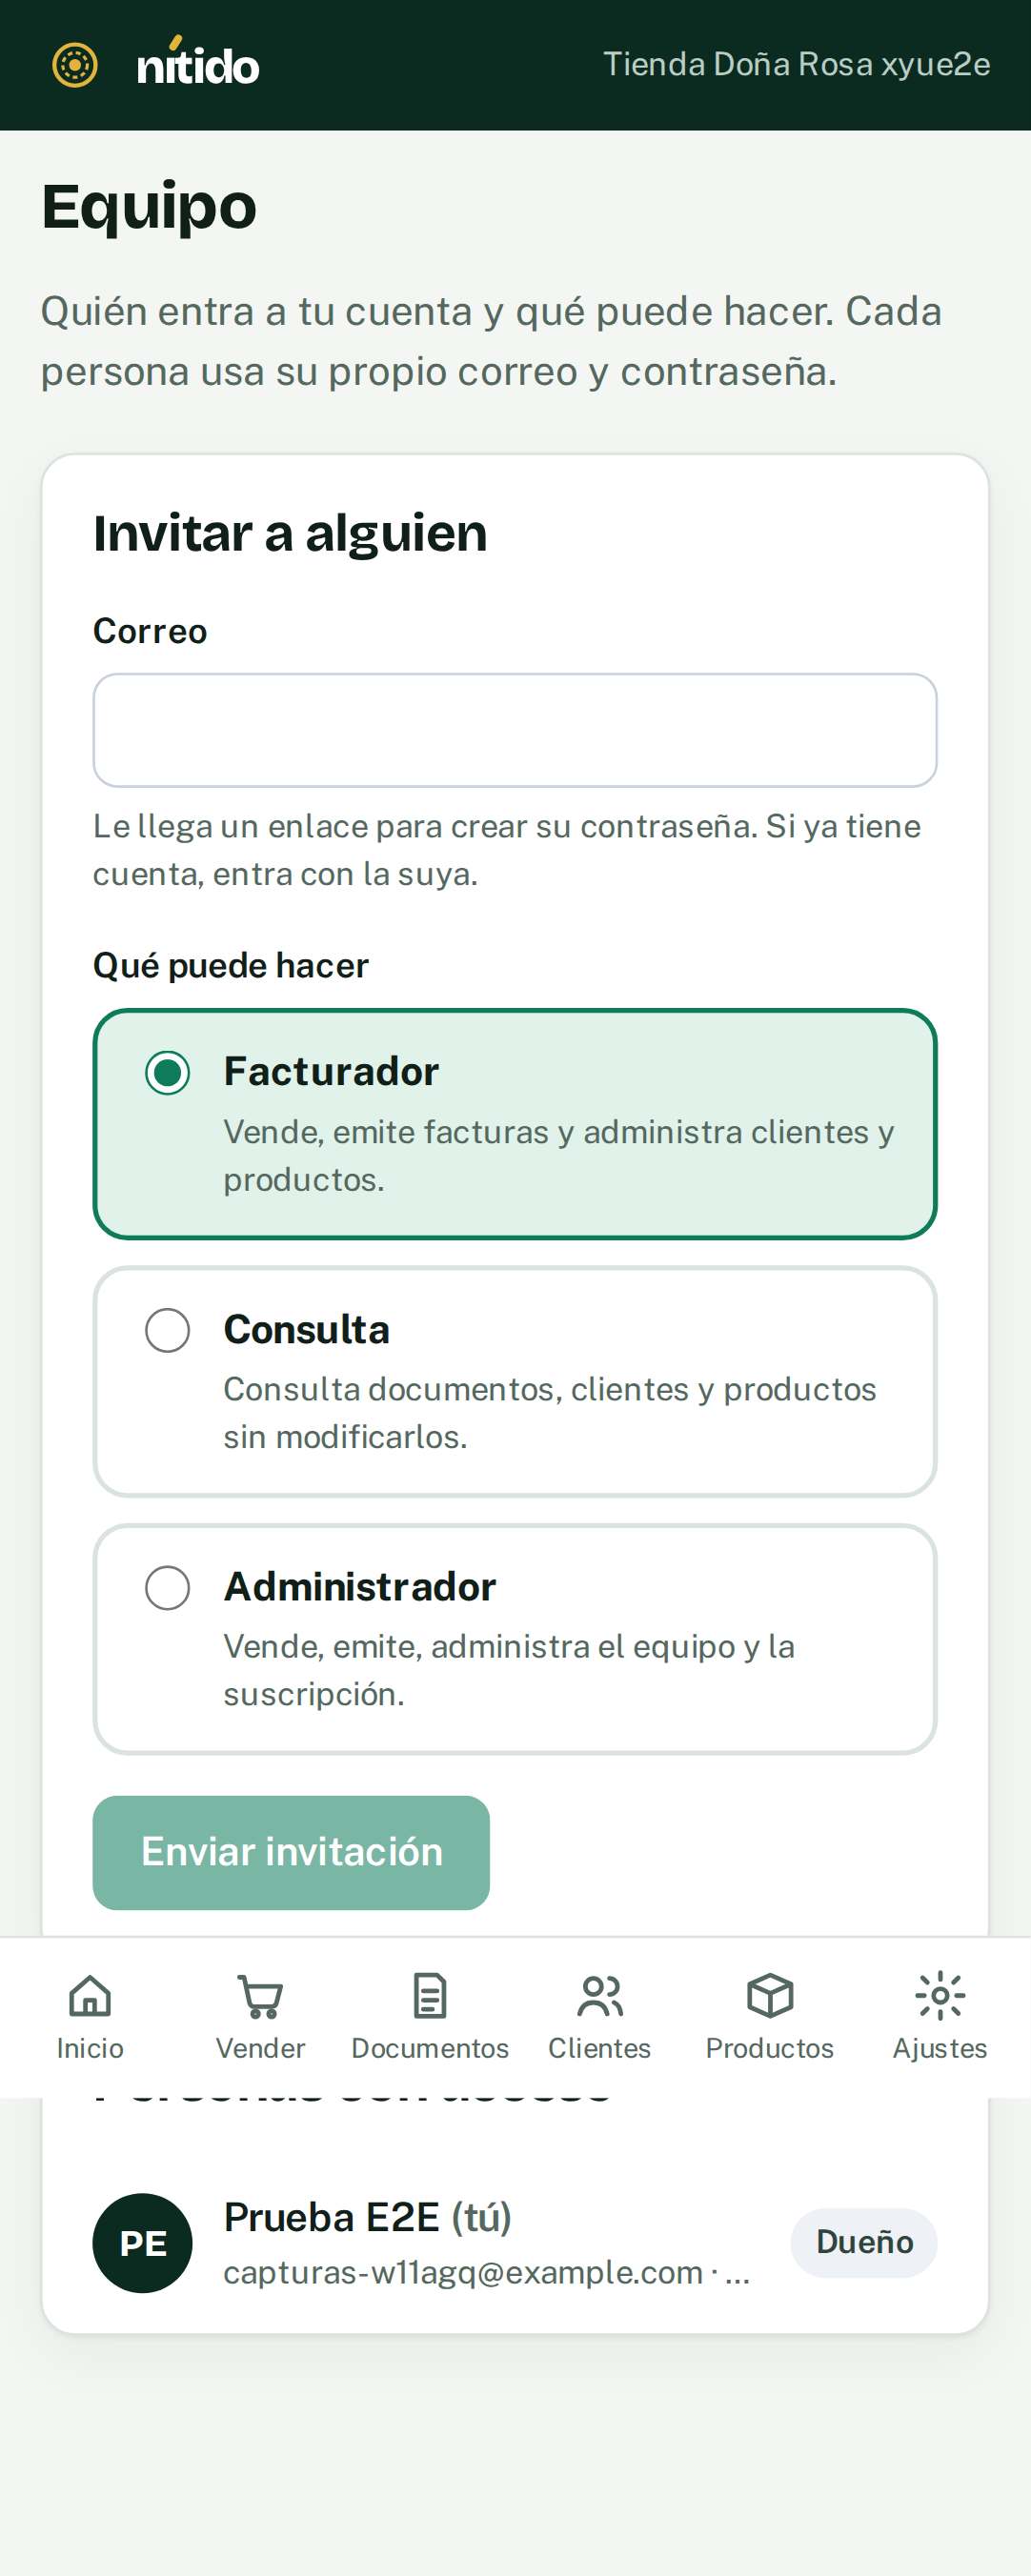 nítido
Tienda Doña Rosa xyue2e
Equipo
Quién entra a tu cuenta y qué puede hacer. Cada
persona usa su propio correo y contraseña.
Invitar a alguien
Correo
Le llega un enlace para crear su contraseña. Si ya tiene
cuenta, entra con la suya.
Qué puede hacer
Facturador
Vende, emite facturas y administra clientes y
productos.
Consulta
Consulta documentos, clientes y productos
sin modificarlos.
Administrador
Vende, emite, administra el equipo y la
suscripción.
Enviar invitación
Inicio
Vender
Documentos
Clientes
Productos
Ajustes
PE
Prueba E2E (tú)
capturas-w11agq@example.com · ...
Dueño